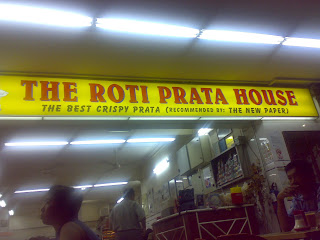 THE ROTI PRATA HOUSE
THE BEST CRISPY PRATA (RECOMMENDED BY: THE NEW PAPER)